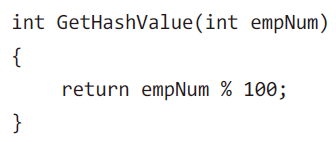 int GetHashValue(int empNum)
{
return empNum % 100;
}